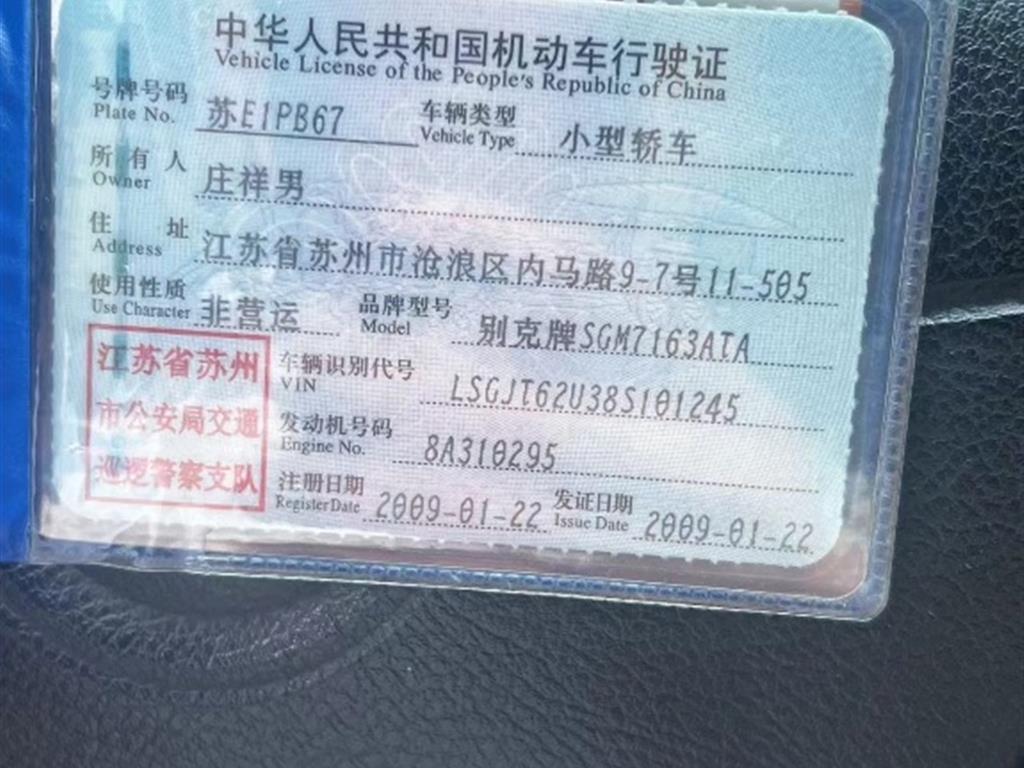 中华人民共和国机动车行驶证
Vehicle License of the People's Republic of China
号牌号码 苏E1PB67 车辆类型 小型轿车
Plate No. Vehicle Type
所有人 庄祥男
Owner
住址 江苏省苏州市沧浪区内马路9-7号11-505
Address
使用性质 非营运 品牌型号 别克牌SGM7163ATA
Use Character Model
江苏省苏州
市公安局交通
巡逻警察支队
车辆识别代号 LSGJT62U38S101245
VIN
发动机号码 8A310295
Engine No.
注册日期 2009-01-22 发证日期 2009-01-22
Register Date Issue Date